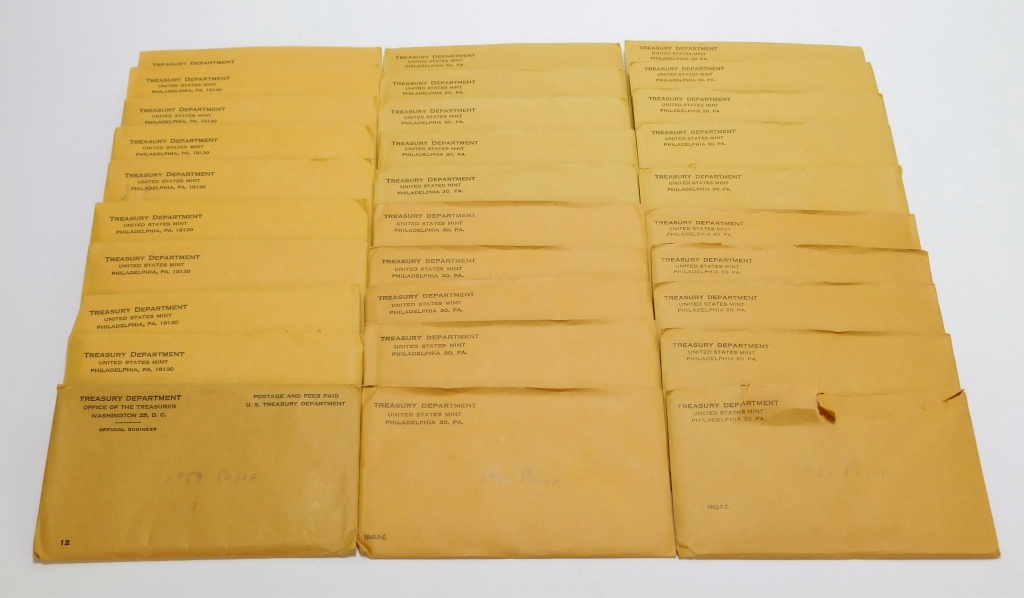 TREASURY DEPARTMENT
TREASURY DEPARTMENT
UNITED STATES MINT
PHILADELPHIA, PA 19130
TREASURY DEPARTMENT
UNITED STATES MINT
PHILADELPHIA, PA. 19130
TREASURY DEPARTMENT
UNITED STATES MINT
PHILADELPHIA, PA. 19130
TREASURY DEPARTMENT
UNITED STATES MINT
PHILADELPHIA, PA. 19130
TREASURY DEPARTMENT
UNITED STATES MINT
PHILADELPHIA, PA. 19130
TREASURY DEPARTMENT
UNITED STATES MINT
PHILADELPHIA, PA. 19130
TREASURY DEPARTMENT
UNITED STATES MINT
PHILADELPHIA, PA. 19130
TREASURY DEPARTMENT
UNITED STATES MINT
PHILADELPHIA, PA. 19130
TREASURY DEPARTMENT
OFFICE OF THE TREASURER
WASHINGTON 25, D. C.
OFFICIAL BUSINESS
POSTAGE AND FEES PAID
U. S. TREASURY DEPARTMENT
1959 PROOF
12
TREASURY DEPARTMENT
UNITED STATES MINT
PHILADELPHIA 30, PA.
TREASURY DEPARTMENT
UNITED STATES MINT
PHILADELPHIA 30, PA.
TREASURY DEPARTMENT
UNITED STATES MINT
PHILADELPHIA 30, PA.
TREASURY DEPARTMENT
UNITED STATES MINT
PHILADELPHIA 30, PA.
TREASURY DEPARTMENT
UNITED STATES MINT
PHILADELPHIA 30, PA.
TREASURY DEPARTMENT
UNITED STATES MINT
PHILADELPHIA 30, PA.
TREASURY DEPARTMENT
UNITED STATES MINT
PHILADELPHIA 30, PA.
TREASURY DEPARTMENT
UNITED STATES MINT
PHILADELPHIA 30, PA.
TREASURY DEPARTMENT
UNITED STATES MINT
PHILADELPHIA 30, PA.
TREASURY DEPARTMENT
UNITED STATES MINT
PHILADELPHIA 30, PA.
PROOF
TREASURY DEPARTMENT
UNITED STATES MINT
PHILADELPHIA 30, PA.
TREASURY DEPARTMENT
UNITED STATES MINT
PHILADELPHIA 30, PA.
TREASURY DEPARTMENT
UNITED STATES MINT
PHILADELPHIA 30, PA.
TREASURY DEPARTMENT
UNITED STATES MINT
PHILADELPHIA 30, PA.
TREASURY DEPARTMENT
UNITED STATES MINT
PHILADELPHIA 30, PA.
TREASURY DEPARTMENT
UNITED STATES MINT
PHILADELPHIA 30, PA.
TREASURY DEPARTMENT
UNITED STATES MINT
PHILADELPHIA 30, PA.
TREASURY DEPARTMENT
UNITED STATES MINT
PHILADELPHIA 30, PA.
TREASURY DEPARTMENT
UNITED STATES MINT
PHILADELPHIA 30, PA.
TREASURY DEPARTMENT
UNITED STATES MINT
PHILADELPHIA 30, PA.
PROOF